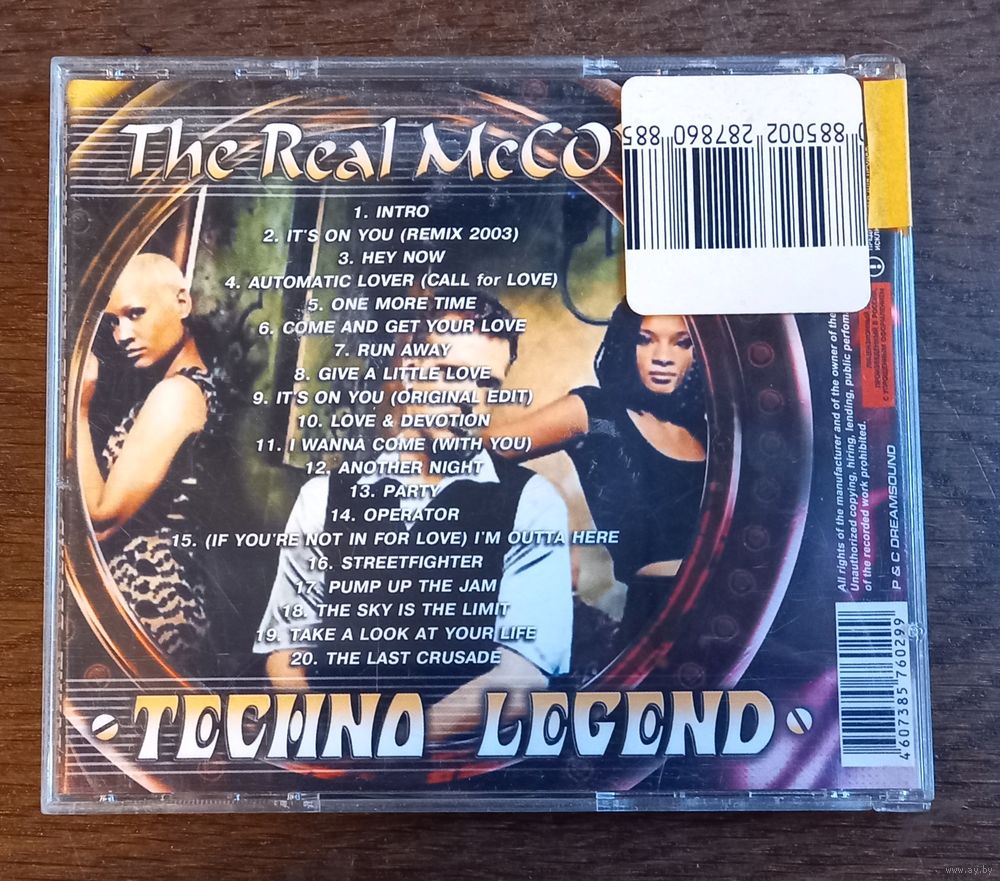 The Real McCO
1. INTRO
2. IT'S ON YOU (REMIX 2003)
3. HEY NOW
4. AUTOMATIC LOVER (CALL for LOVE)
5. ONE MORE TIME
6. COME AND GET YOUR LOVE
7. RUN AWAY
8. GIVE A LITTLE LOVE
9. IT'S ON YOU (ORIGINAL EDIT)
10. LOVE & DEVOTION
11. I WANNA COME (WITH YOU)
12. ANOTHER NIGHT
13. PARTY
14. OPERATOR
15. (IF YOU'RE NOT IN FOR LOVE) I'M OUTTA HERE
16. STREETFIGHTER
17. PUMP UP THE JAM
18. THE SKY IS THE LIMIT
19. TAKE A LOOK AT YOUR LIFE
20. THE LAST CRUSADE
TECHNO LEGEND
885002 287860 885
All rights of the manufacturer and of the owner of the
Unauthorized copying, hiring, lending, public perfoma
of the recorded work prohibited.
P & C DREAMSOUND
4607385760299
www.ay.by